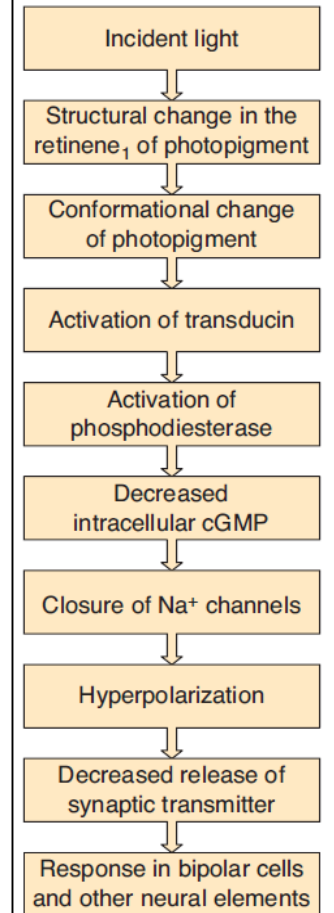 Incident light
Structural change in the
retinene₁ of photopigment
Conformational change
of photopigment
Activation of transducin
Activation of
phosphodiesterase
Decreased
intracellular cGMP
Closure of Na⁺ channels
Hyperpolarization
Decreased release of
synaptic transmitter
Response in bipolar cells
and other neural elements